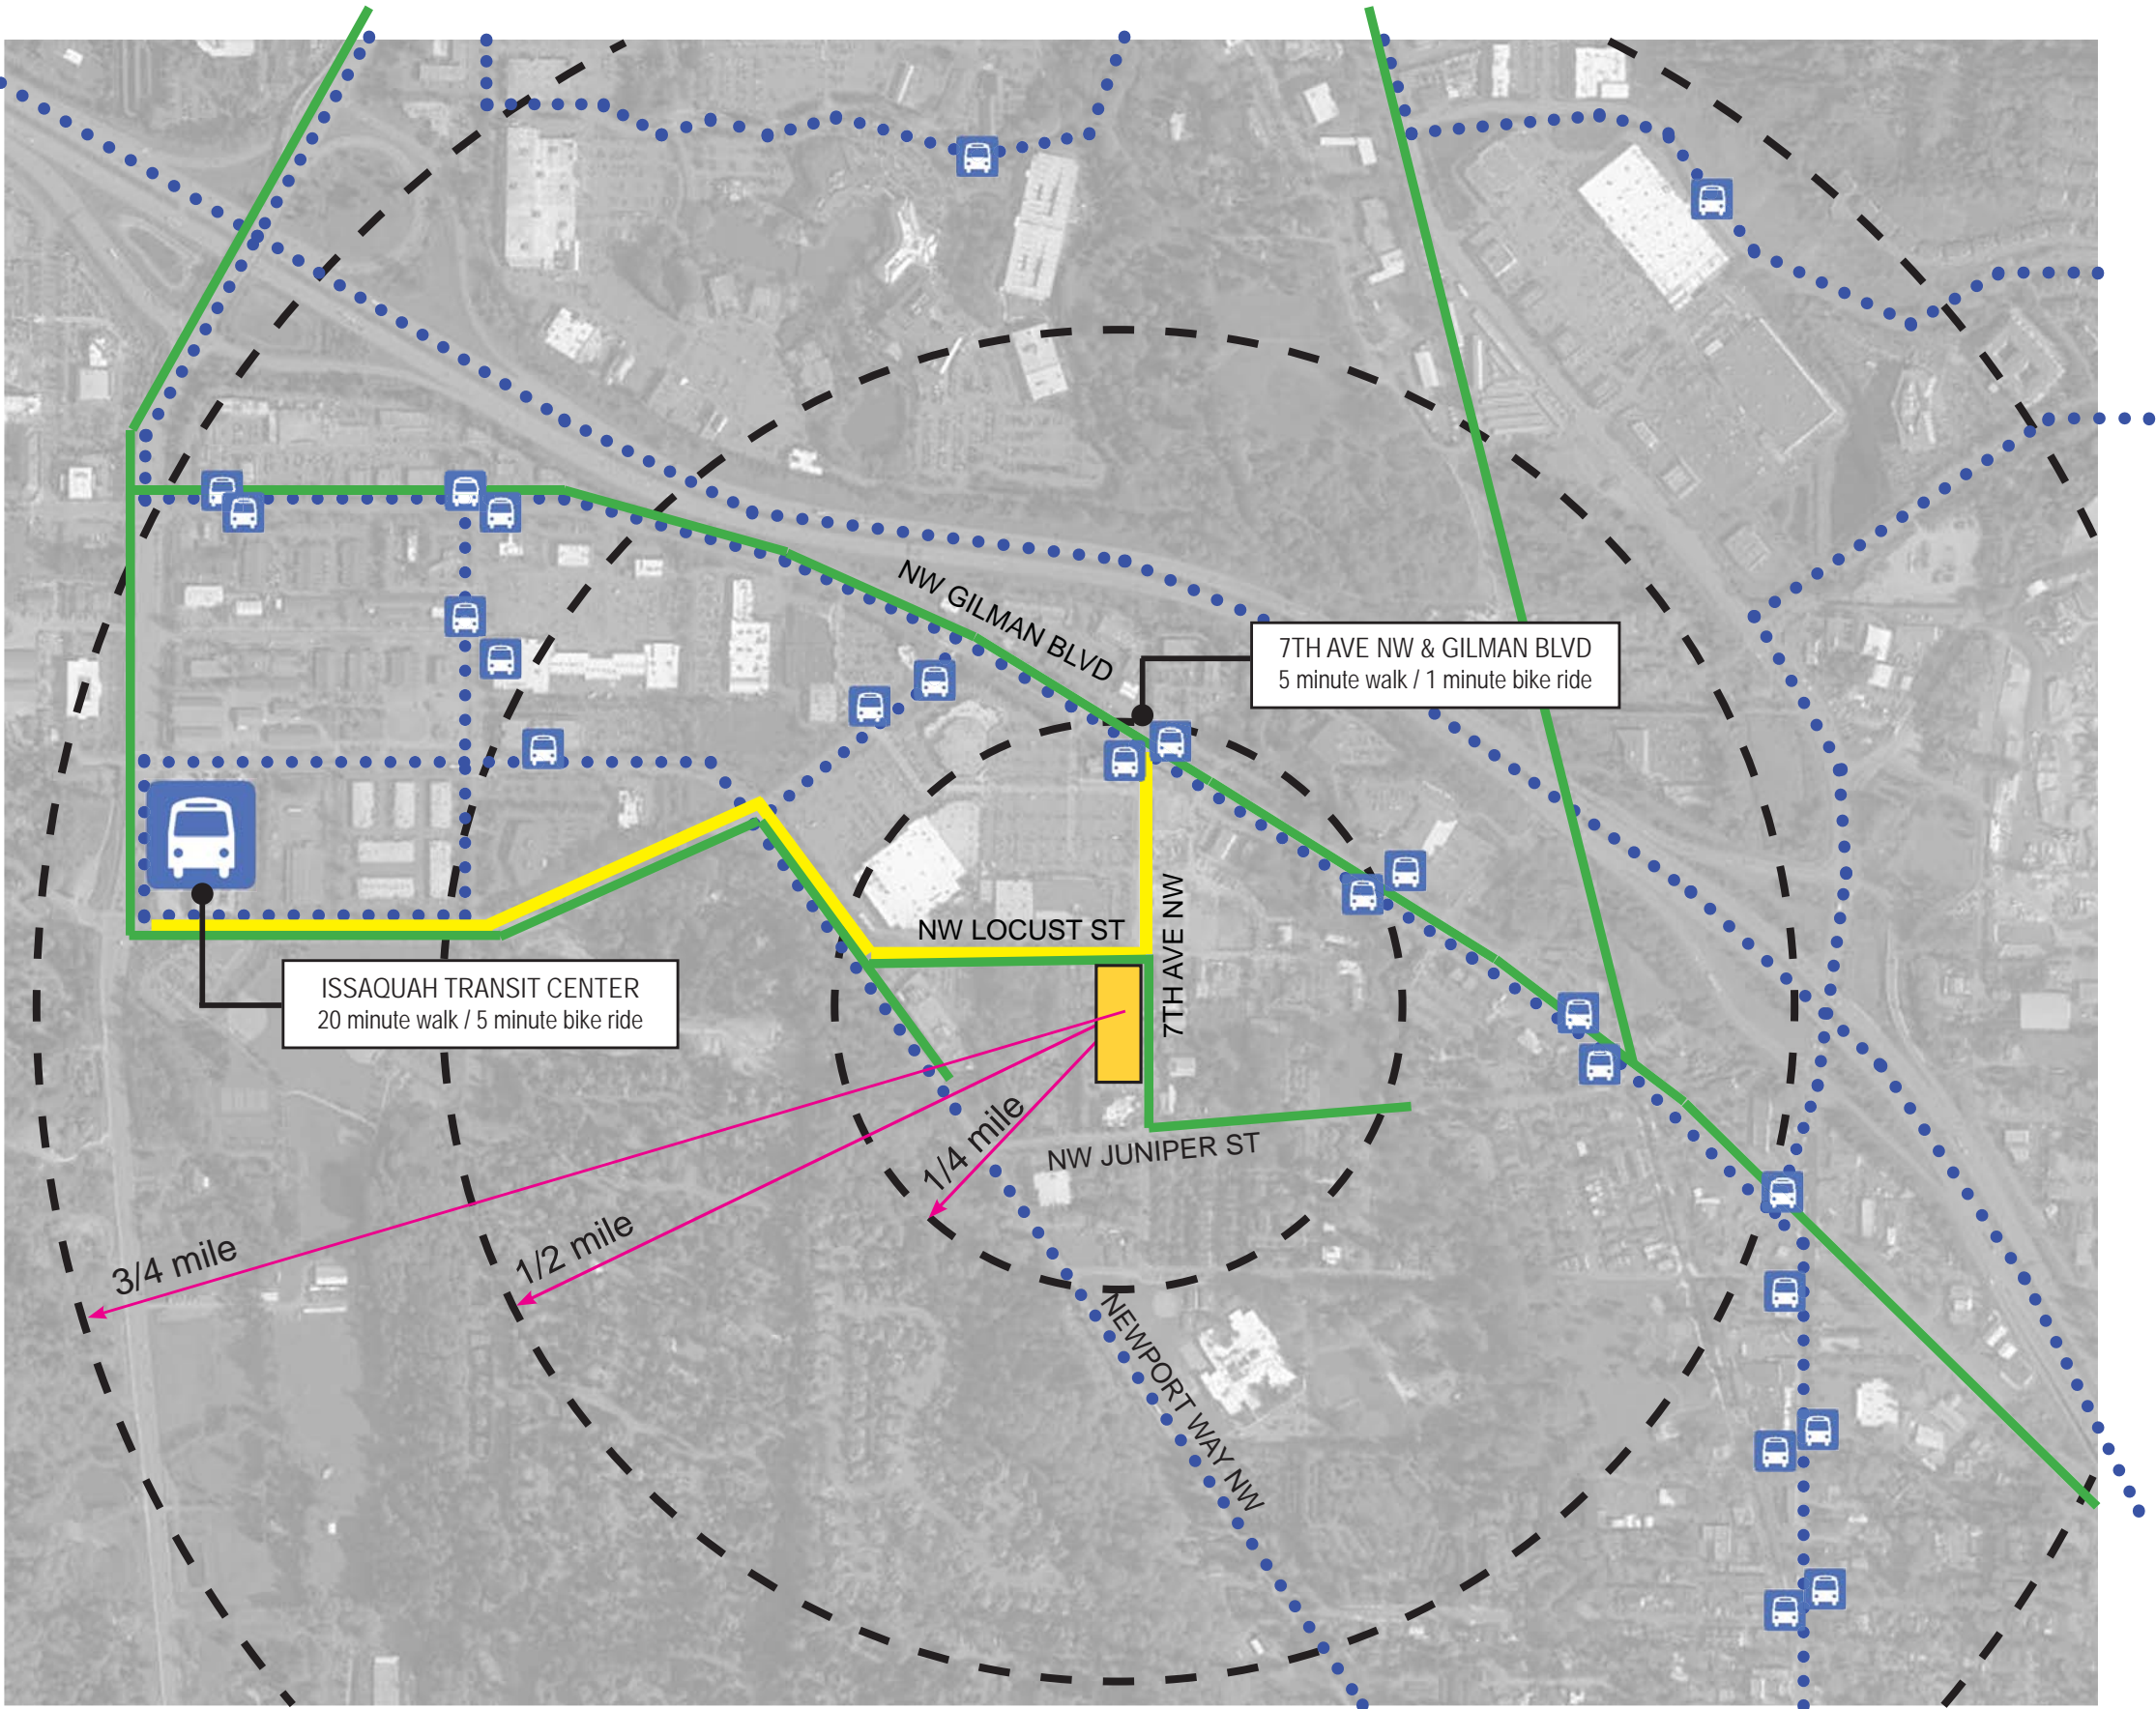 NW GILMAN BLVD
7TH AVE NW & GILMAN BLVD
5 minute walk / 1 minute bike ride
7TH AVE NW
NW LOCUST ST
ISSAQUAH TRANSIT CENTER
20 minute walk / 5 minute bike ride
1/4 mile
NW JUNIPER ST
1/2 mile
3/4 mile
NEWPORT WAY NW